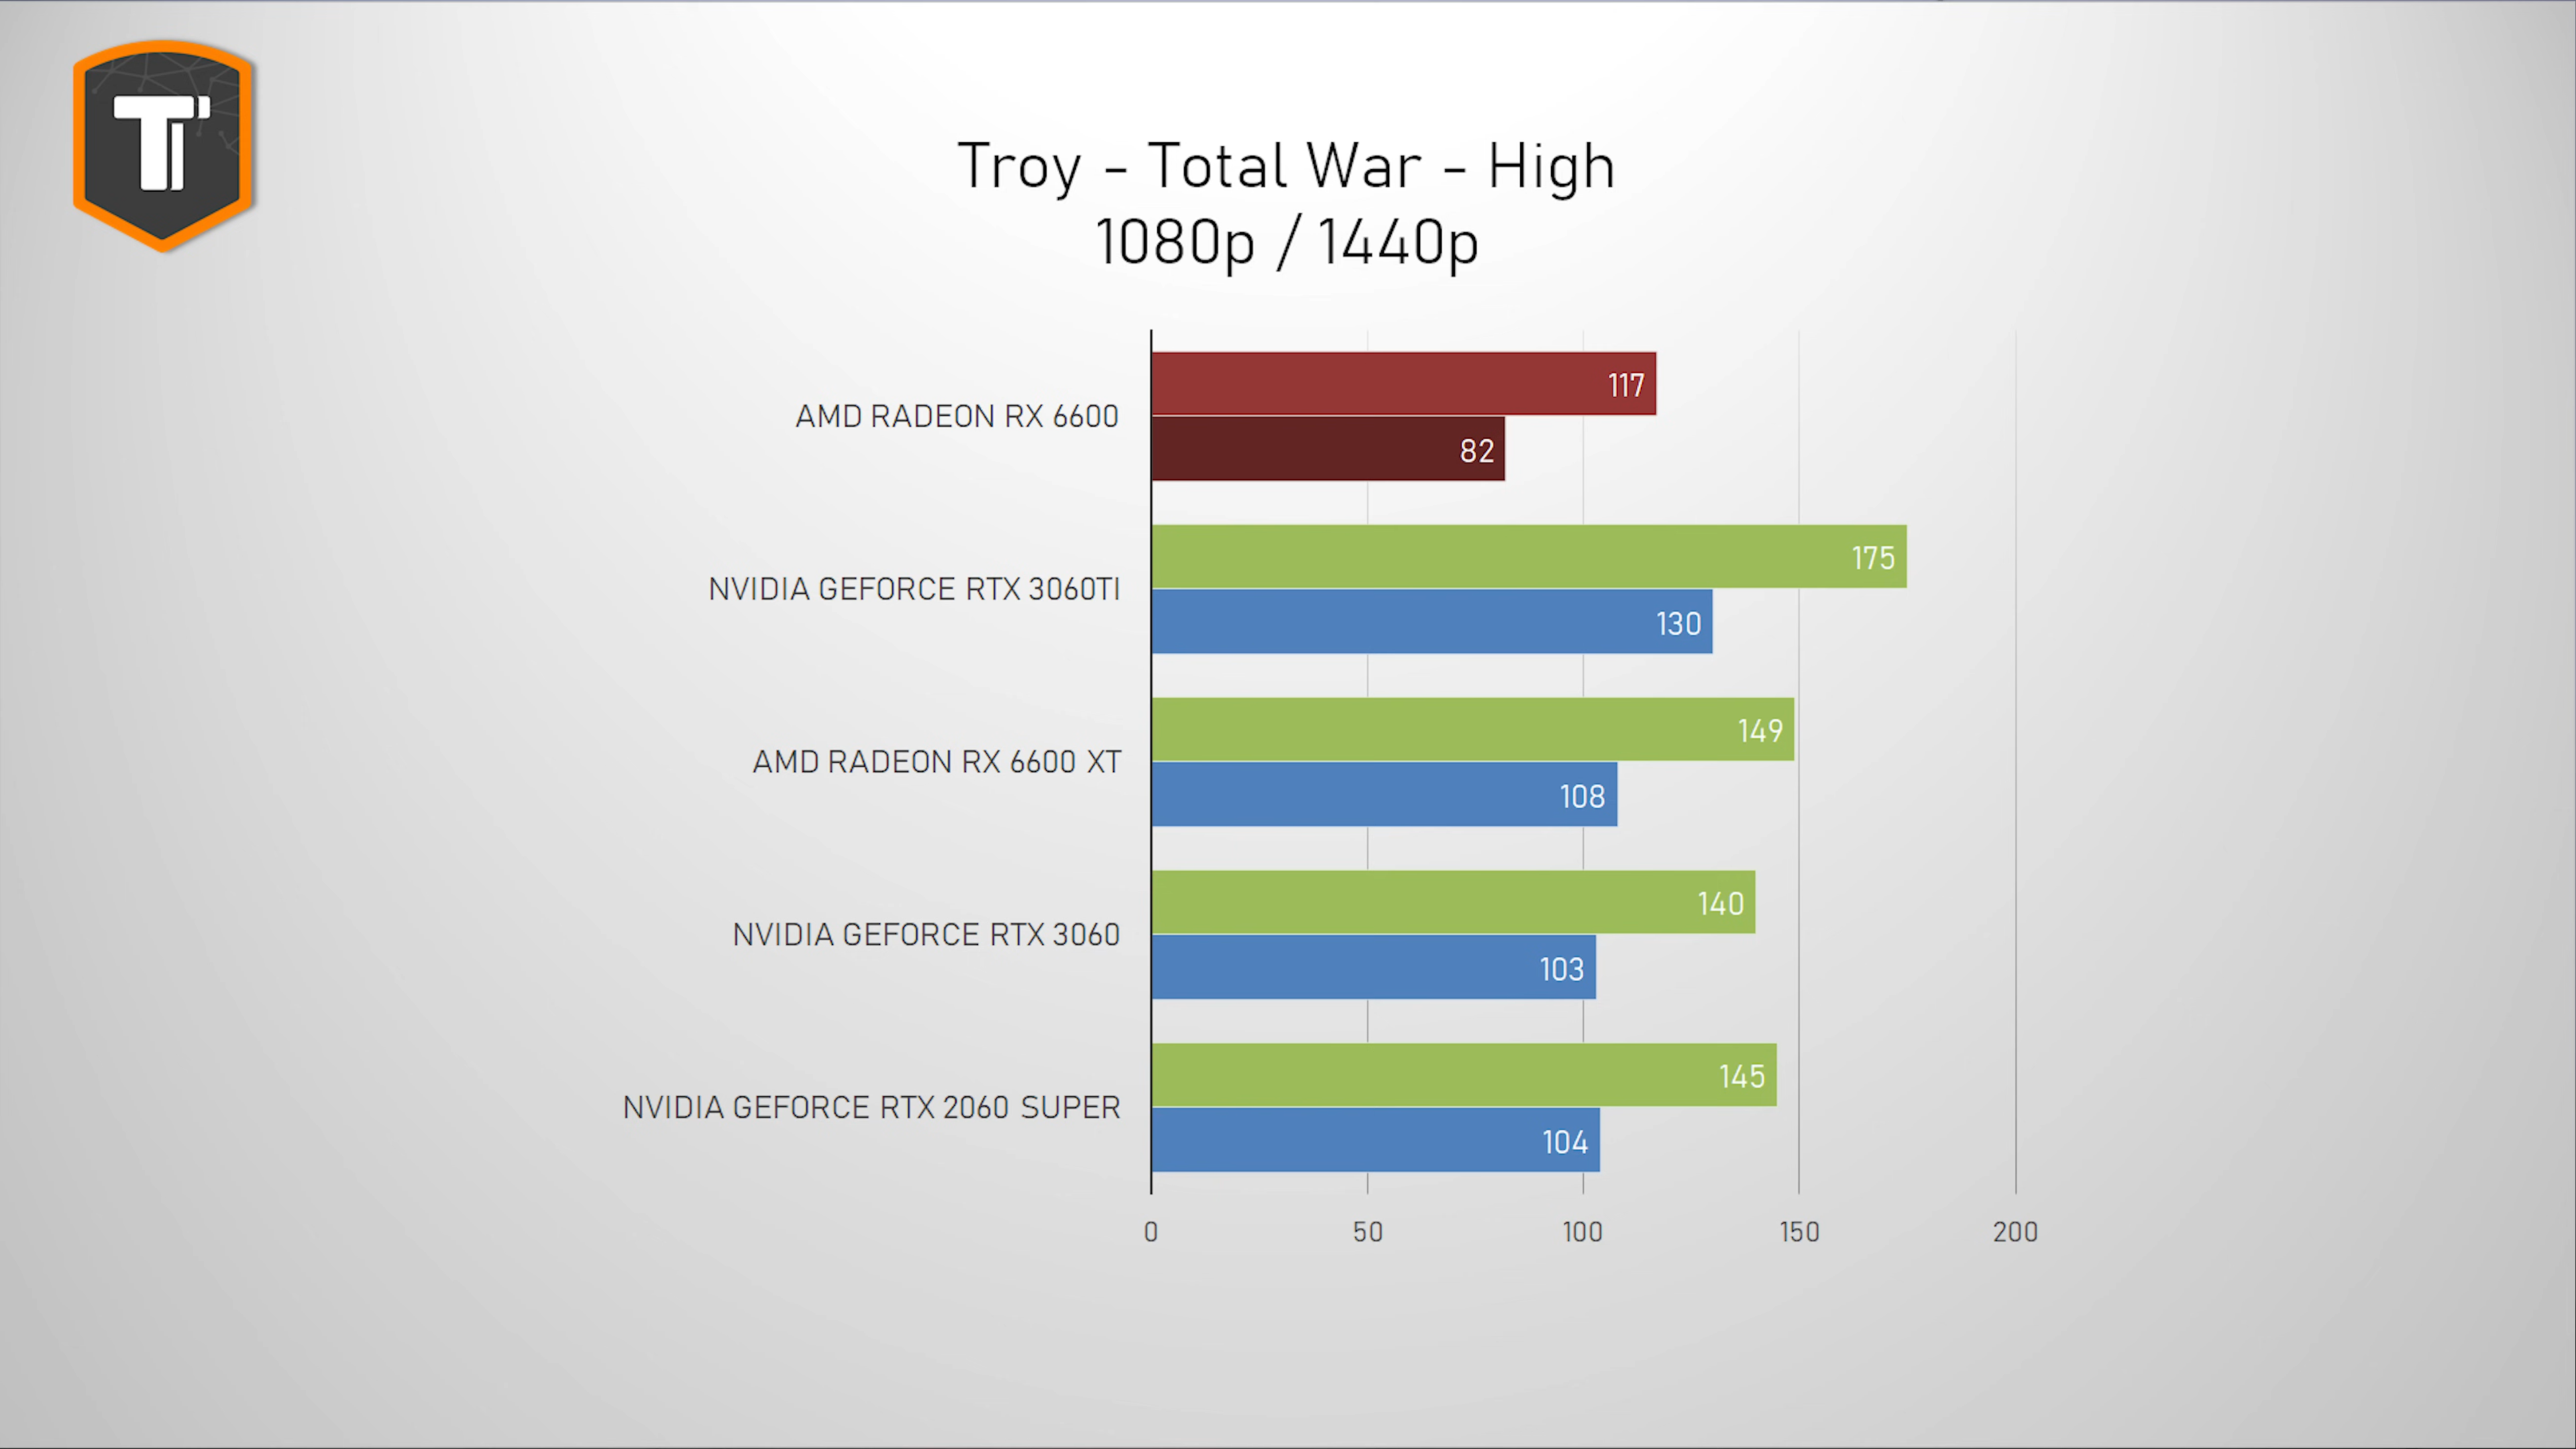 T
Troy - Total War - High
1080p / 1440p
AMD RADEON RX 6600
117
82
NVIDIA GEFORCE RTX 3060TI
175
130
AMD RADEON RX 6600 XT
149
108
NVIDIA GEFORCE RTX 3060
140
103
NVIDIA GEFORCE RTX 2060 SUPER
145
104
0 50 100 150 200